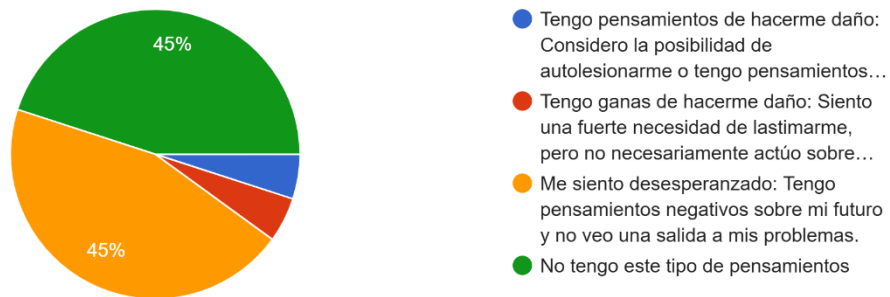 45%
45%
Tengo pensamientos de hacerme daño:
Considero la posibilidad de
autolesionarme o tengo pensamientos…
Tengo ganas de hacerme daño: Siento
una fuerte necesidad de lastimarme,
pero no necesariamente actúo sobre…
Me siento desesperanzado: Tengo
pensamientos negativos sobre mi futuro
y no veo una salida a mis problemas.
No tengo este tipo de pensamientos